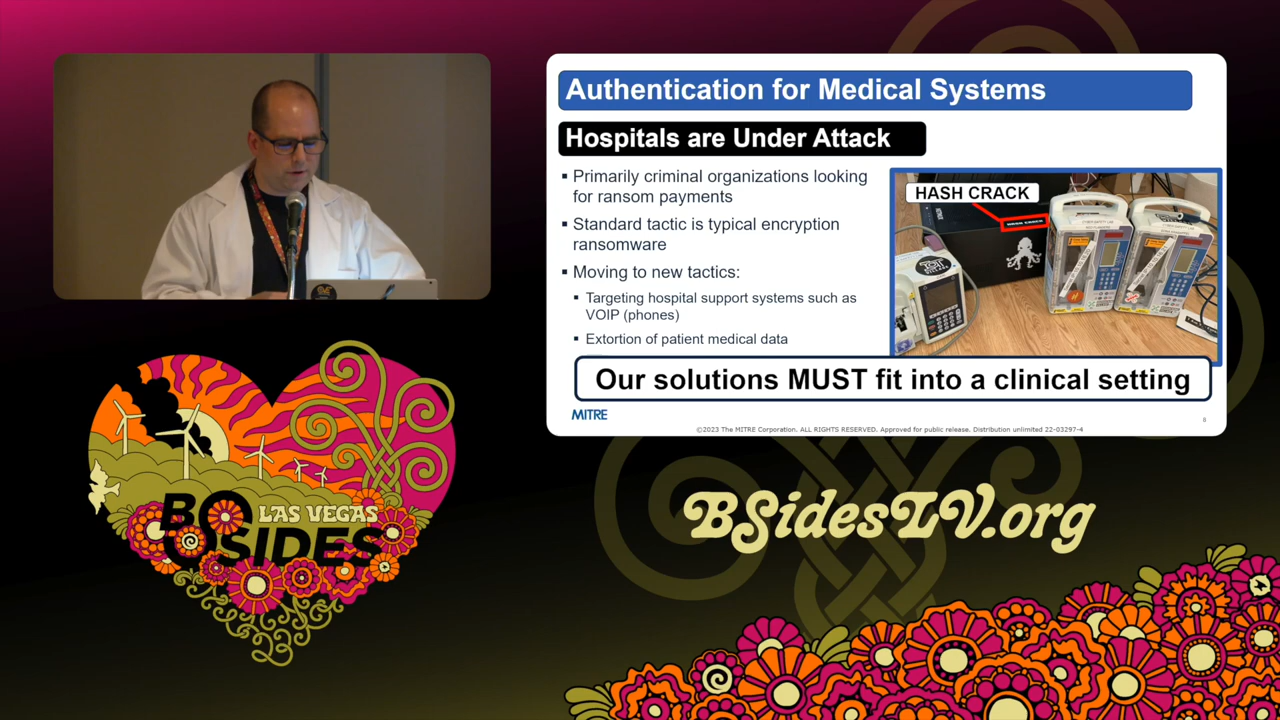 Authentication for Medical Systems
Hospitals are Under Attack
▪ Primarily criminal organizations looking
for ransom payments
▪ Standard tactic is typical encryption
ransomware
▪ Moving to new tactics:
▪ Targeting hospital support systems such as
VOIP (phones)
▪ Extortion of patient medical data
HASH CRACK
Our solutions MUST fit into a clinical setting
MITRE
©2023 The MITRE Corporation. ALL RIGHTS RESERVED. Approved for public release. Distribution unlimited 22-03297-4
8
BSIDES
LAS VEGAS
23
BSidesLV.org